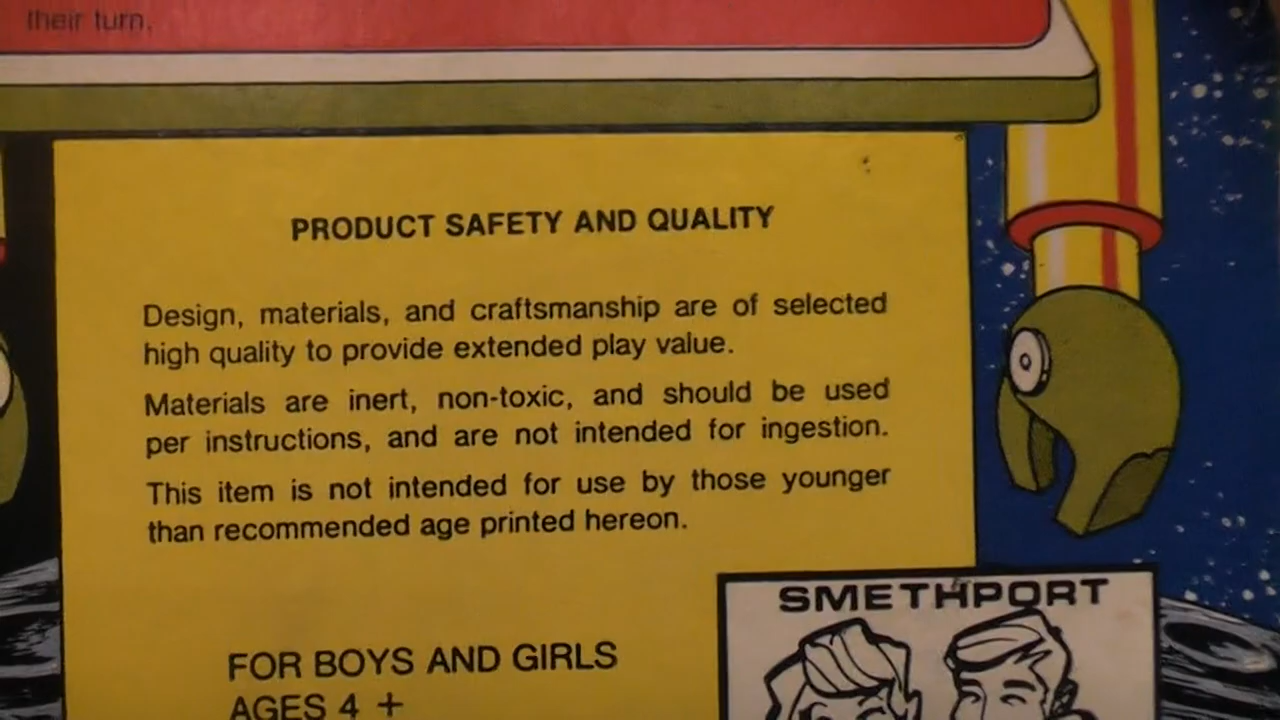 their turn.
PRODUCT SAFETY AND QUALITY
Design, materials, and craftsmanship are of selected
high quality to provide extended play value.
Materials are inert, non-toxic, and should be used
per instructions, and are not intended for ingestion.
This item is not intended for use by those younger
than recommended age printed hereon.
SMETHPORT
FOR BOYS AND GIRLS
AGES 4 +